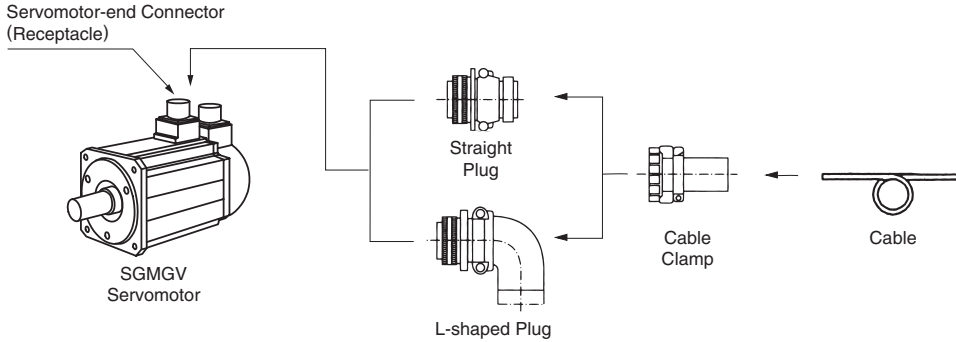 Servomotor-end Connector
(Receptacle)
SGMGV
Servomotor
Straight
Plug
L-shaped Plug
Cable
Clamp
Cable